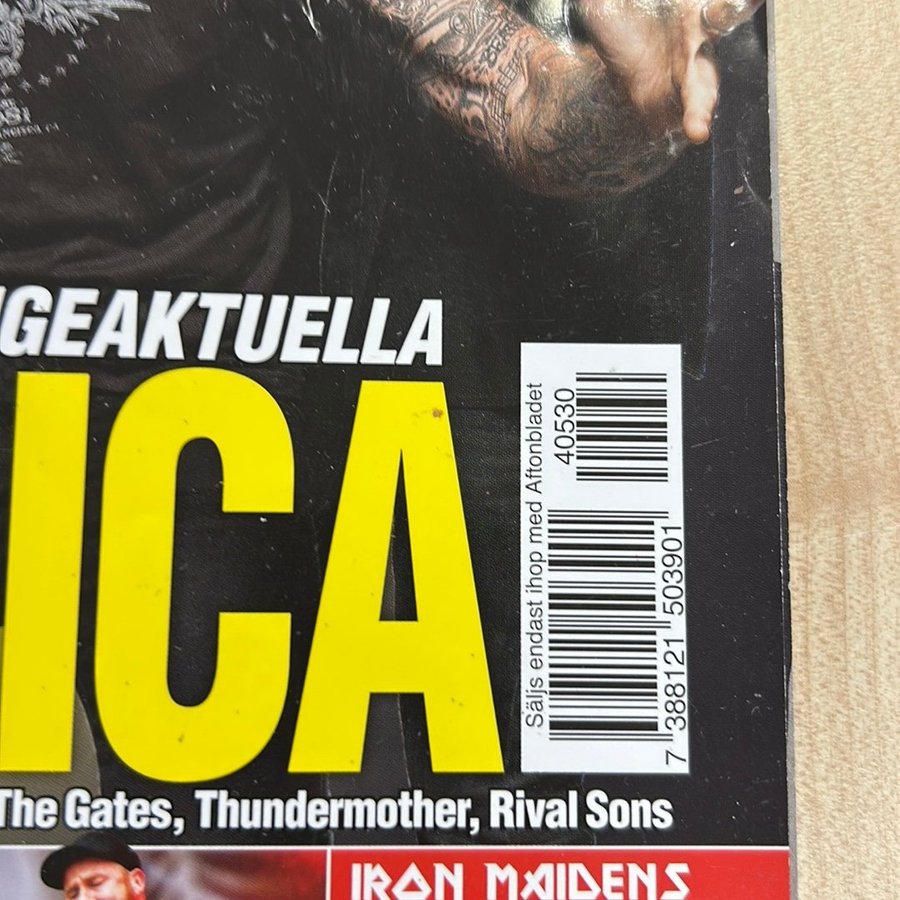 GEAKTUELLA
ICA
Säljs endast ihop med Aftonbladet
40530
7 388121 503901
The Gates, Thundermother, Rival Sons
IRON MAIDENS